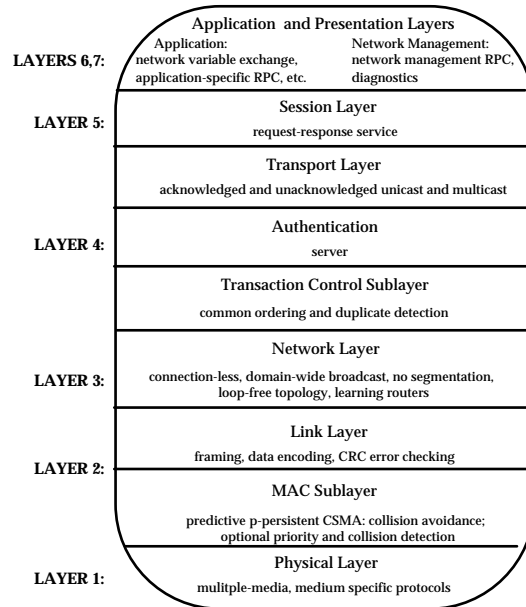 Application and Presentation Layers
Application:
network variable exchange,
application-specific RPC, etc.
Network Management:
network management RPC,
diagnostics
LAYERS 6,7:
Session Layer
request-response service
LAYER 5:
Transport Layer
acknowledged and unacknowledged unicast and multicast
Authentication
server
LAYER 4:
Transaction Control Sublayer
common ordering and duplicate detection
Network Layer
connection-less, domain-wide broadcast, no segmentation,
loop-free topology, learning routers
LAYER 3:
Link Layer
framing, data encoding, CRC error checking
LAYER 2:
MAC Sublayer
predictive p-persistent CSMA: collision avoidance;
optional priority and collision detection
Physical Layer
mulitple-media, medium specific protocols
LAYER 1: